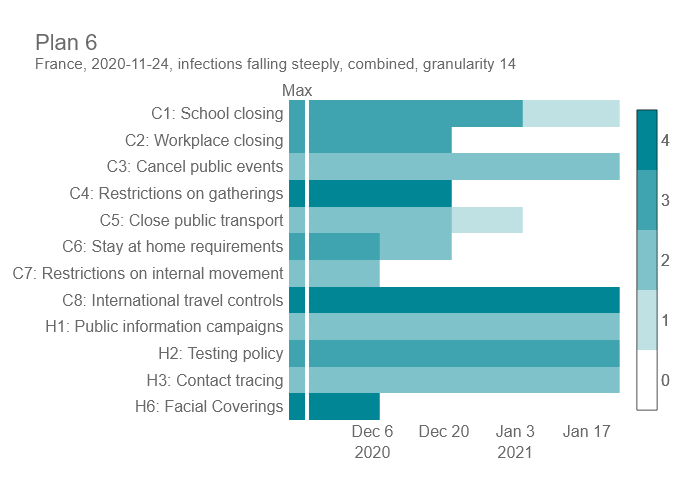 Plan 6
France, 2020-11-24, infections falling steeply, combined, granularity 14
Max
C1: School closing
C2: Workplace closing
C3: Cancel public events
C4: Restrictions on gatherings
C5: Close public transport
C6: Stay at home requirements
C7: Restrictions on internal movement
C8: International travel controls
H1: Public information campaigns
H2: Testing policy
H3: Contact tracing
H6: Facial Coverings
Dec 6 Dec 20 Jan 3 Jan 17
2020 2021
4
3
2
1
0